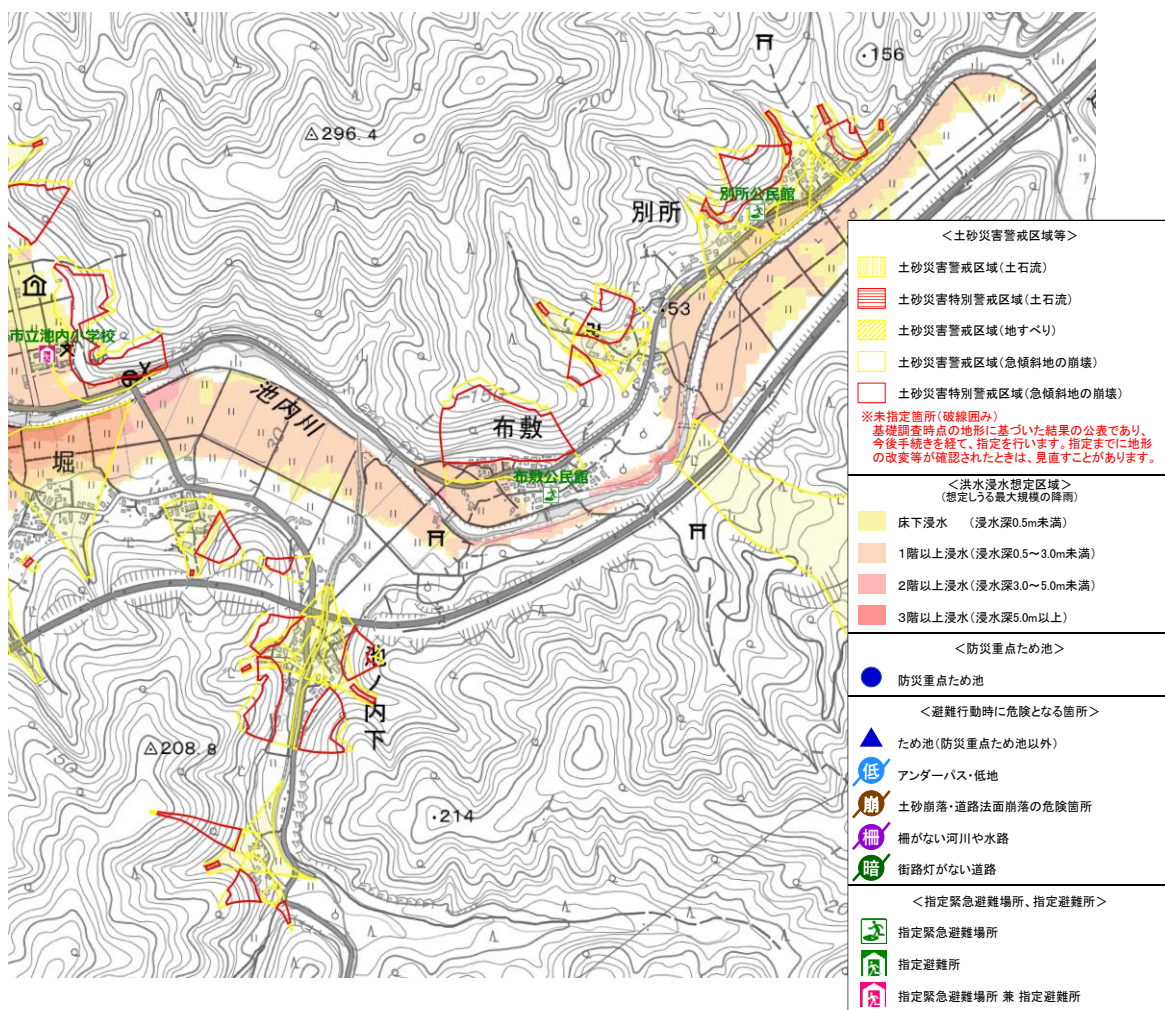 156
200
296.4
別所公民館
別所
53
市立池内小学校
文
池内川
150
布敷
30
布敷公民館
堀
池ノ内下
208.8
150
214
20
<土砂災害警戒区域等>
土砂災害警戒区域(土石流)
土砂災害特別警戒区域(土石流)
土砂災害警戒区域(地すべり)
土砂災害警戒区域(急傾斜地の崩壊)
土砂災害特別警戒区域(急傾斜地の崩壊)
※未指定箇所(破線囲み)
基礎調査時点の地形に基づいた結果の公表であり、
今後手続きを経て、指定を行います。指定までに地形
の改変等が確認されたときは、見直すことがあります。
<洪水浸水想定区域>
(想定しうる最大規模の降雨)
床下浸水 (浸水深0.5m未満)
1階以上浸水(浸水深0.5~3.0m未満)
2階以上浸水(浸水深3.0~5.0m未満)
3階以上浸水(浸水深5.0m以上)
<防災重点ため池>
防災重点ため池
<避難行動時に危険となる箇所>
ため池(防災重点ため池以外)
低 アンダーパス・低地
崩 土砂崩落・道路法面崩落の危険箇所
柵 柵がない河川や水路
暗 街路灯がない道路
<指定緊急避難場所、指定避難所>
指定緊急避難場所
指定避難所
指定緊急避難場所 兼 指定避難所